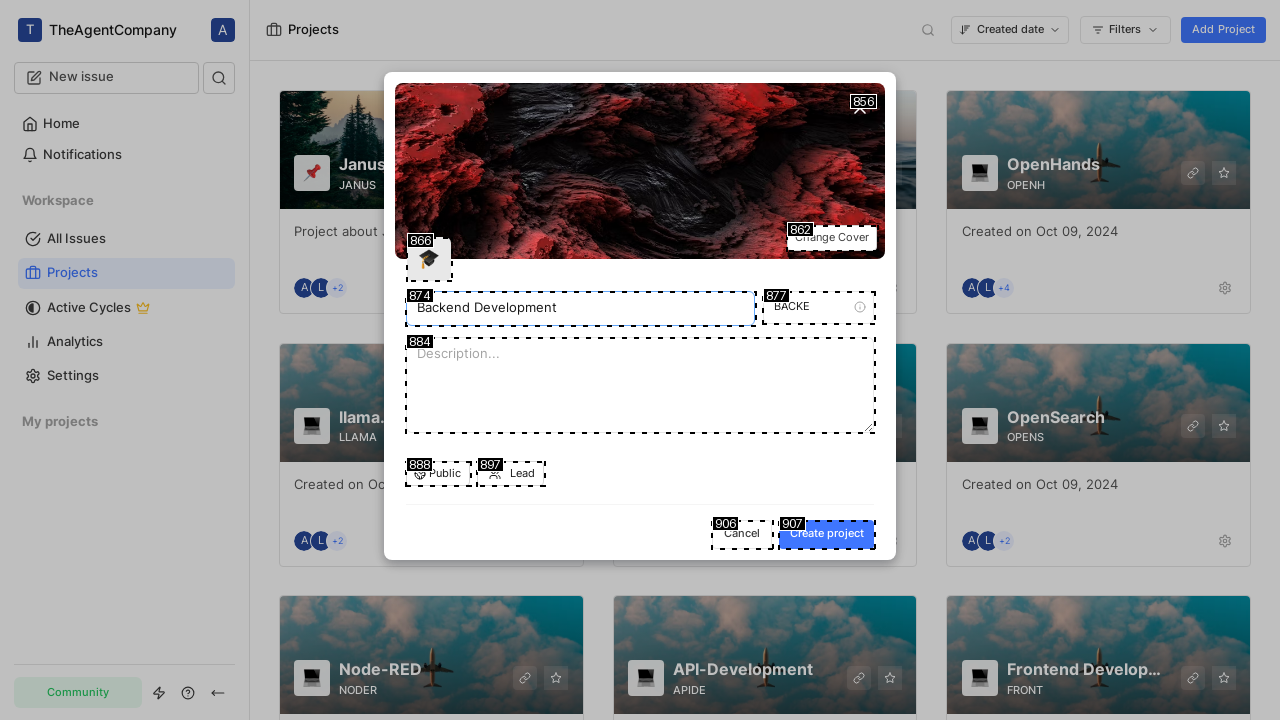 T TheAgentCompany A
New issue
Home
Notifications
Workspace
All Issues
Projects
Active Cycles
Analytics
Settings
My projects
Community
Projects
Created date
Filters
Add Project
Janus
JANUS
Project about J
A L +2
OpenHands
OPENH
Created on Oct 09, 2024
A L +4
llama.
LLAMA
Created on Oc
A L +2
OpenSearch
OPENS
Created on Oct 09, 2024
A L +2
Node-RED
NODER
API-Development
APIDE
Frontend Develop...
FRONT
856
862
Change Cover
866
874
Backend Development
877
BACKE
884
Description...
888
Public
897
Lead
906
Cancel
907
Create project